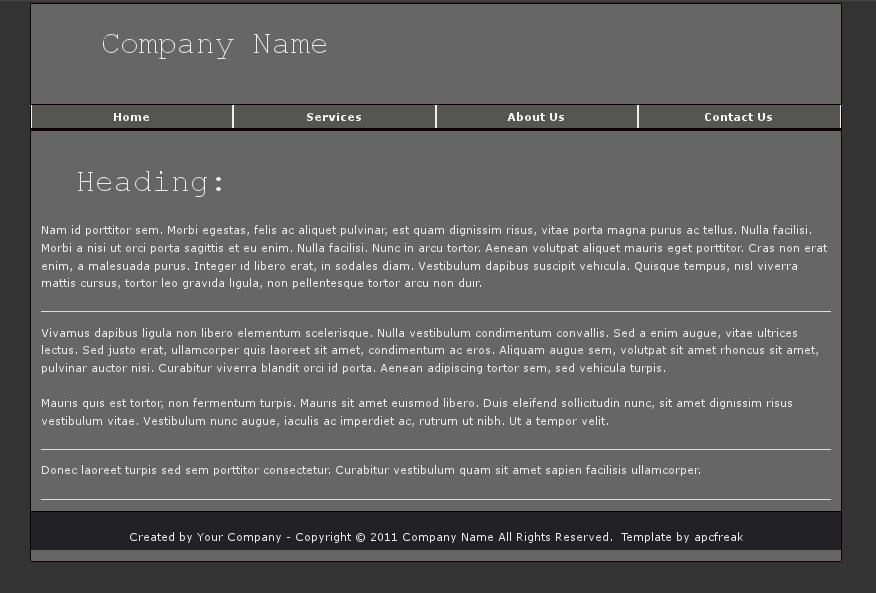 Company Name
Home Services About Us Contact Us
Heading:
Nam id porttitor sem. Morbi egestas, felis ac aliquet pulvinar, est quam dignissim risus, vitae porta magna purus ac tellus. Nulla facilisi.
Morbi a nisi ut orci porta sagittis et eu enim. Nulla facilisi. Nunc in arcu tortor. Aenean volutpat aliquet mauris eget porttitor. Cras non erat
enim, a malesuada purus. Integer id libero erat, in sodales diam. Vestibulum dapibus suscipit vehicula. Quisque tempus, nisl viverra
mattis cursus, tortor leo gravida ligula, non pellentesque tortor arcu non duir.
Vivamus dapibus ligula non libero elementum scelerisque. Nulla vestibulum condimentum convallis. Sed a enim augue, vitae ultrices
lectus. Sed justo erat, ullamcorper quis laoreet sit amet, condimentum ac eros. Aliquam augue sem, volutpat sit amet rhoncus sit amet,
pulvinar auctor nisi. Curabitur viverra blandit orci id porta. Aenean adipiscing tortor sem, sed vehicula turpis.
Mauris quis est tortor, non fermentum turpis. Mauris sit amet euismod libero. Duis eleifend sollicitudin nunc, sit amet dignissim risus
vestibulum vitae. Vestibulum nunc augue, iaculis ac imperdiet ac, rutrum ut nibh. Ut a tempor velit.
Donec laoreet turpis sed sem porttitor consectetur. Curabitur vestibulum quam sit amet sapien facilisis ullamcorper.
Created by Your Company - Copyright © 2011 Company Name All Rights Reserved. Template by apcfreak